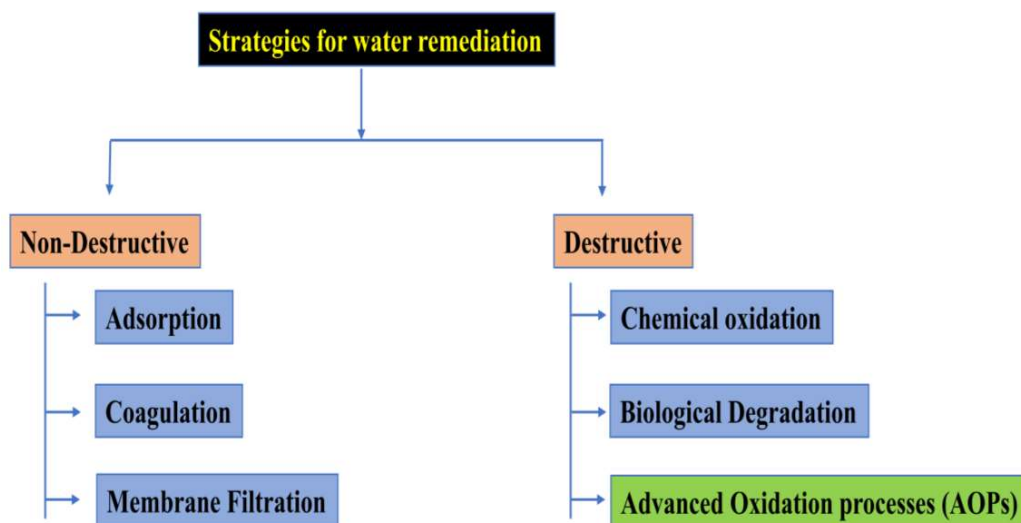 Strategies for water remediation
Non-Destructive
Adsorption
Coagulation
Membrane Filtration
Destructive
Chemical oxidation
Biological Degradation
Advanced Oxidation processes (AOPs)